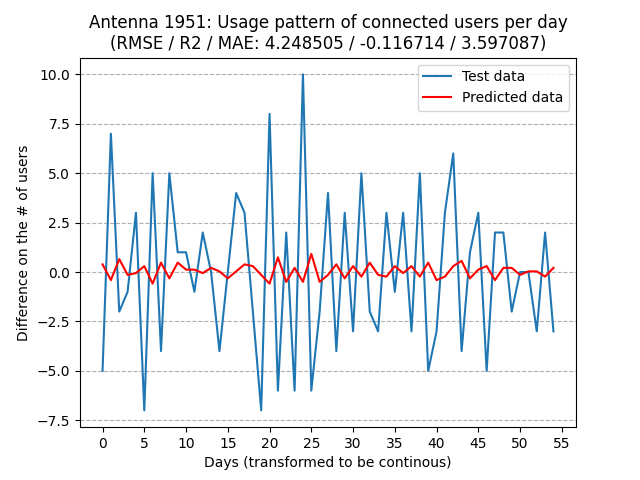 Antenna 1951: Usage pattern of connected users per day
(RMSE / R2 / MAE: 4.248505 / -0.116714 / 3.597087)
Test data
Predicted data
Difference on the # of users
10.0
7.5
5.0
2.5
0.0
−2.5
−5.0
−7.5
0 5 10 15 20 25 30 35 40 45 50 55
Days (transformed to be continous)